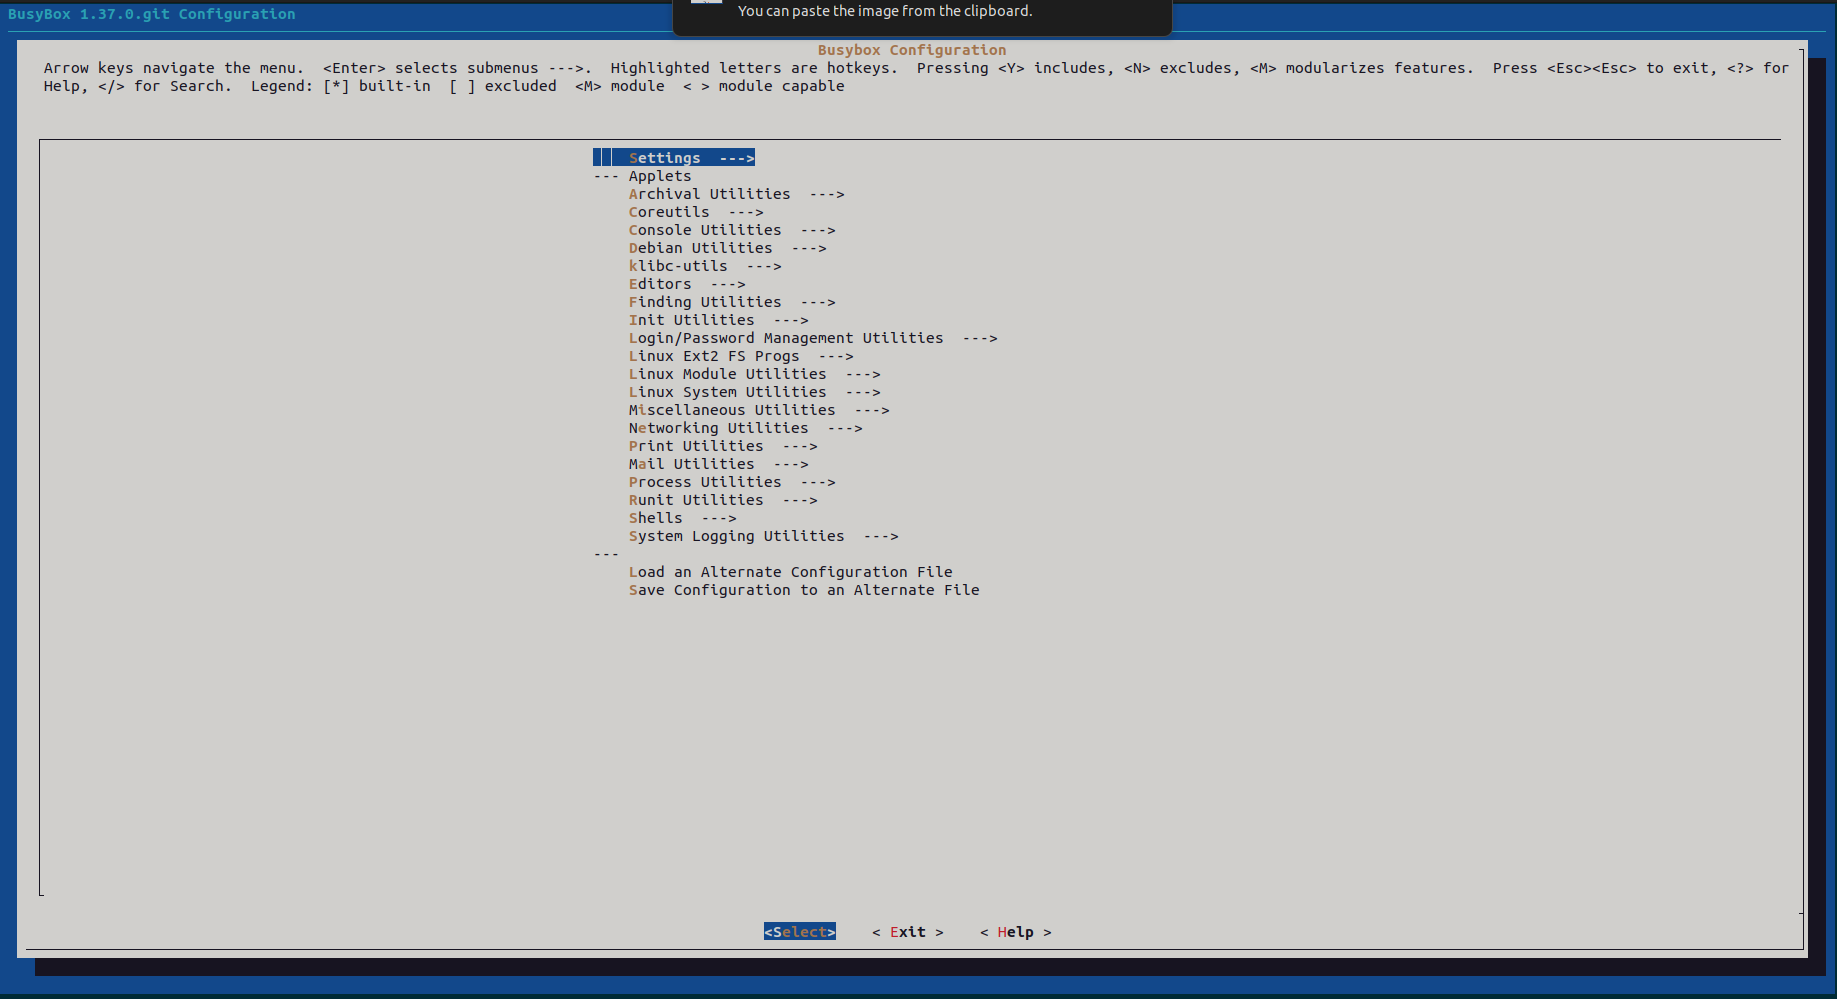 BusyBox 1.37.0.git Configuration
You can paste the image from the clipboard.
Busybox Configuration
Arrow keys navigate the menu.  <Enter> selects submenus --->.  Highlighted letters are hotkeys.  Pressing <Y> includes, <N> excludes, <M> modularizes features.  Press <Esc><Esc> to exit, <?> for
Help, </> for Search.  Legend: [*] built-in  [ ] excluded  <M> module  < > module capable
Settings  --->
--- Applets
Archival Utilities  --->
Coreutils  --->
Console Utilities  --->
Debian Utilities  --->
klibc-utils  --->
Editors  --->
Finding Utilities  --->
Init Utilities  --->
Login/Password Management Utilities  --->
Linux Ext2 FS Progs  --->
Linux Module Utilities  --->
Linux System Utilities  --->
Miscellaneous Utilities  --->
Networking Utilities  --->
Print Utilities  --->
Mail Utilities  --->
Process Utilities  --->
Runit Utilities  --->
Shells  --->
System Logging Utilities  --->
---
Load an Alternate Configuration File
Save Configuration to an Alternate File
<Select>    < Exit >    < Help >